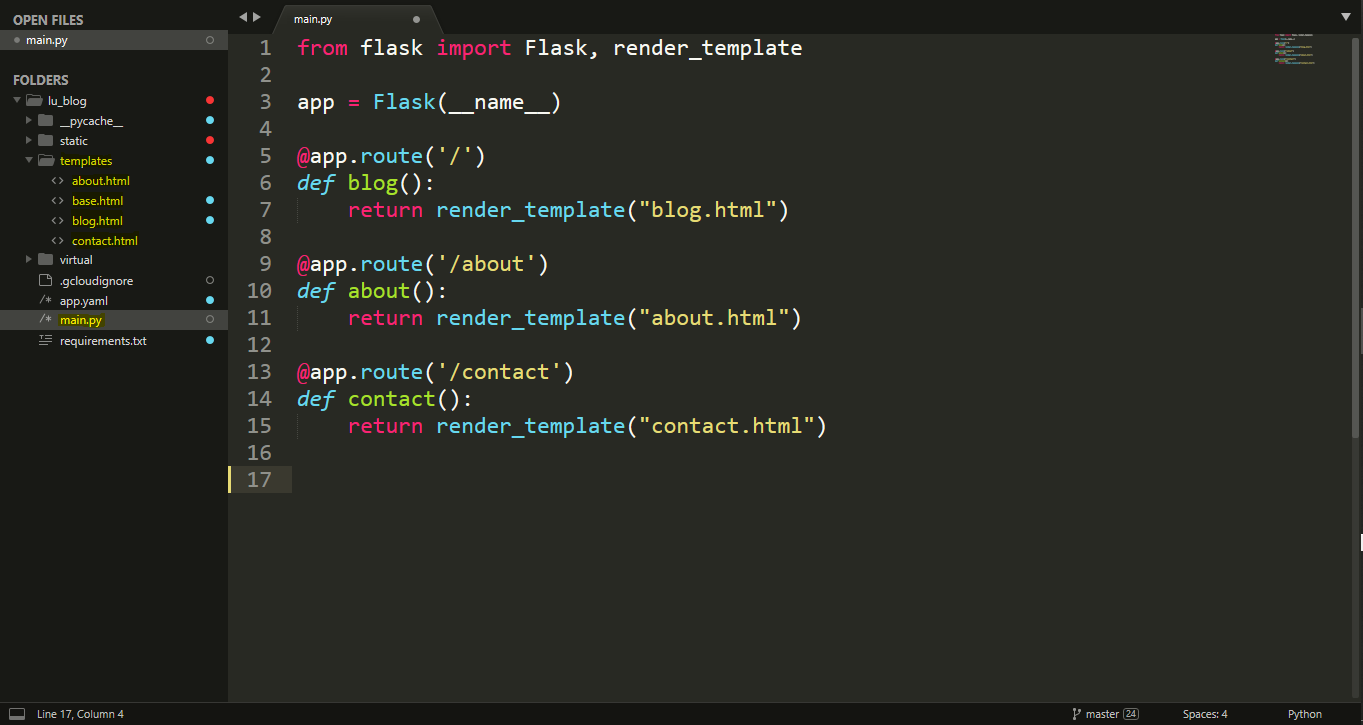 OPEN FILES
main.py
FOLDERS
lu_blog
__pycache__
static
templates
about.html
base.html
blog.html
contact.html
virtual
.gcloudignore
app.yaml
main.py
requirements.txt
main.py
1 from flask import Flask, render_template
2
3 app = Flask(__name__)
4
5 @app.route('/')
6 def blog():
7     return render_template("blog.html")
8
9 @app.route('/about')
10 def about():
11     return render_template("about.html")
12
13 @app.route('/contact')
14 def contact():
15     return render_template("contact.html")
16
17
Line 17, Column 4
master 24
Spaces: 4
Python